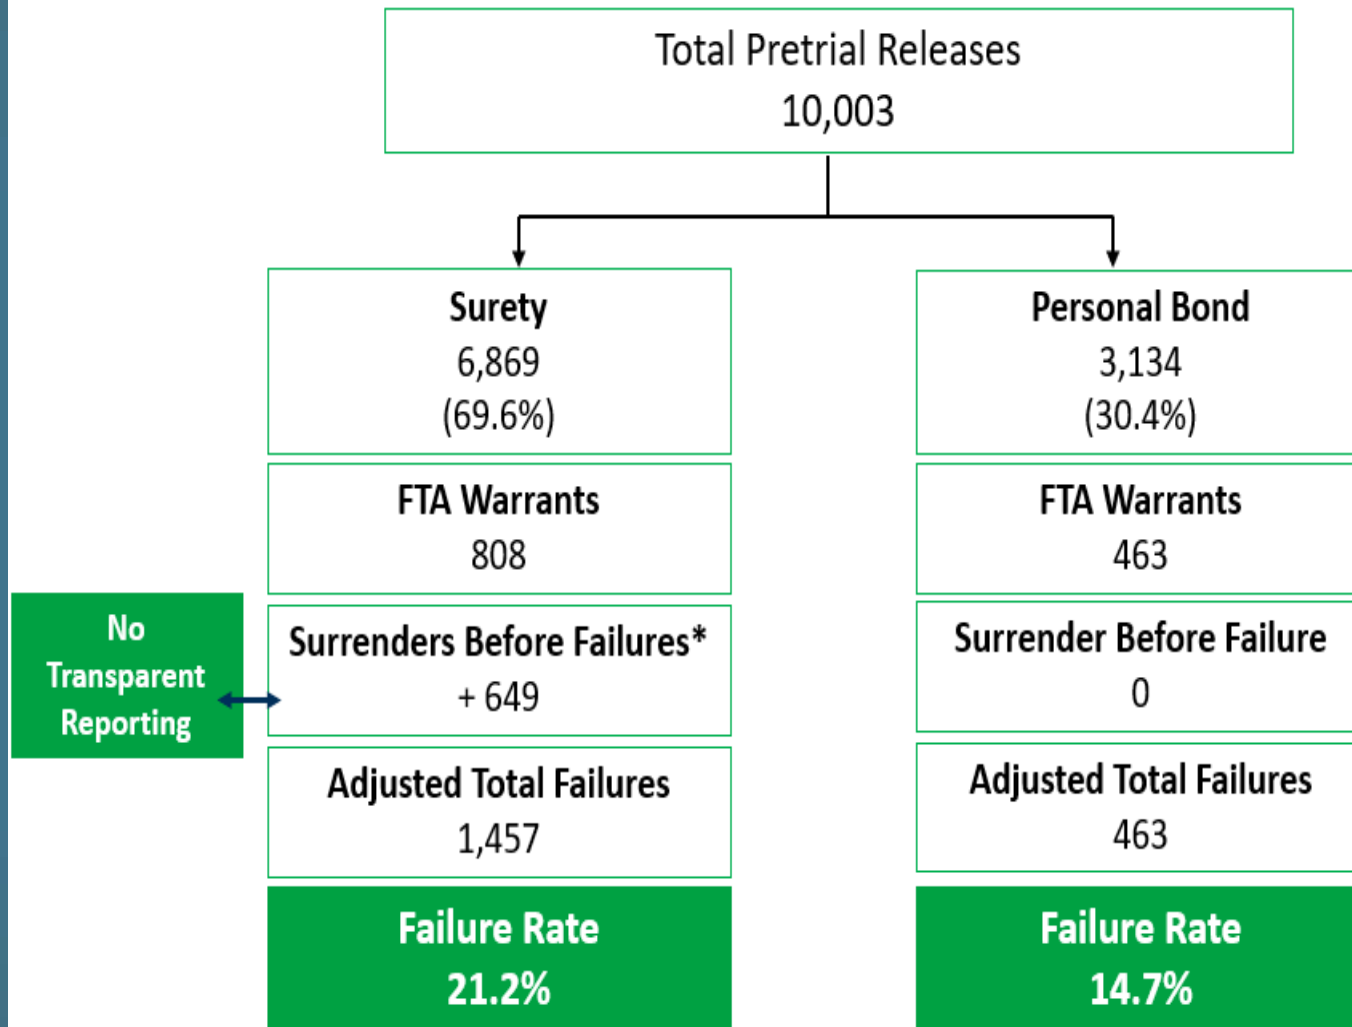 Total Pretrial Releases
10,003
Surety
6,869
(69.6%)
Personal Bond
3,134
(30.4%)
FTA Warrants
808
FTA Warrants
463
No
Transparent
Reporting
Surrenders Before Failures*
+ 649
Surrender Before Failure
0
Adjusted Total Failures
1,457
Adjusted Total Failures
463
Failure Rate
21.2%
Failure Rate
14.7%